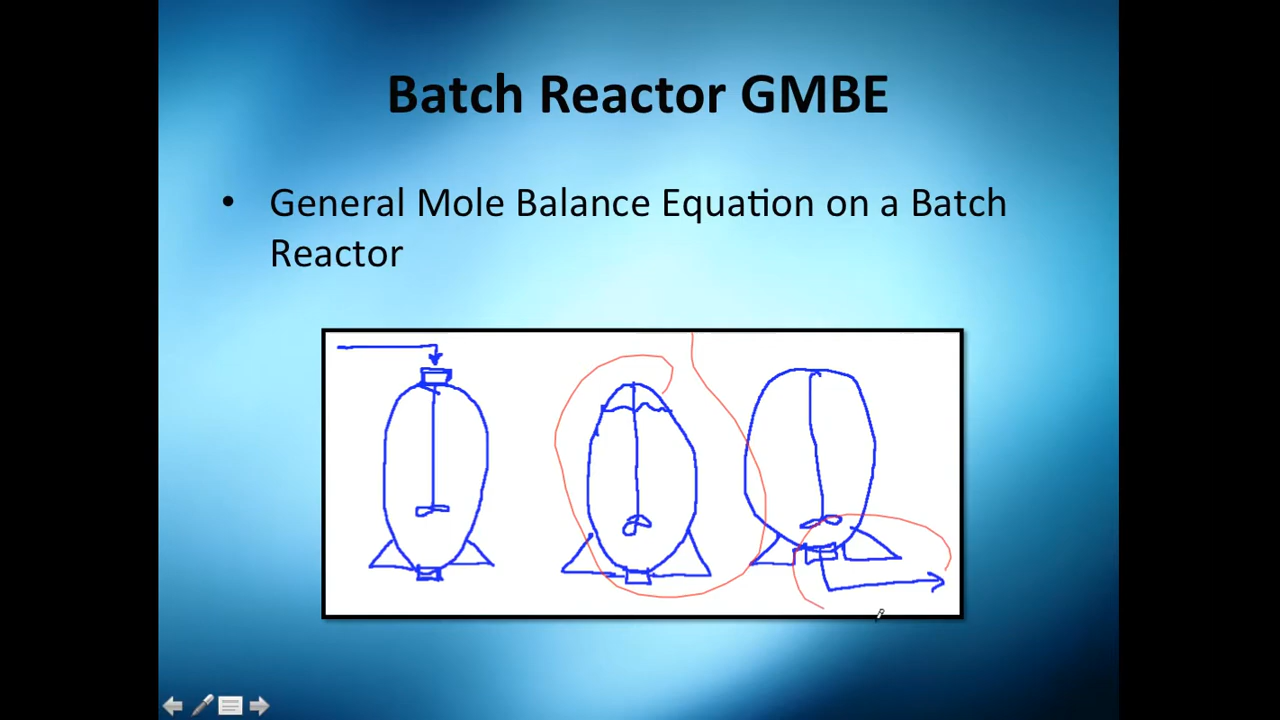 Batch Reactor GMBE
• General Mole Balance Equation on a Batch
Reactor